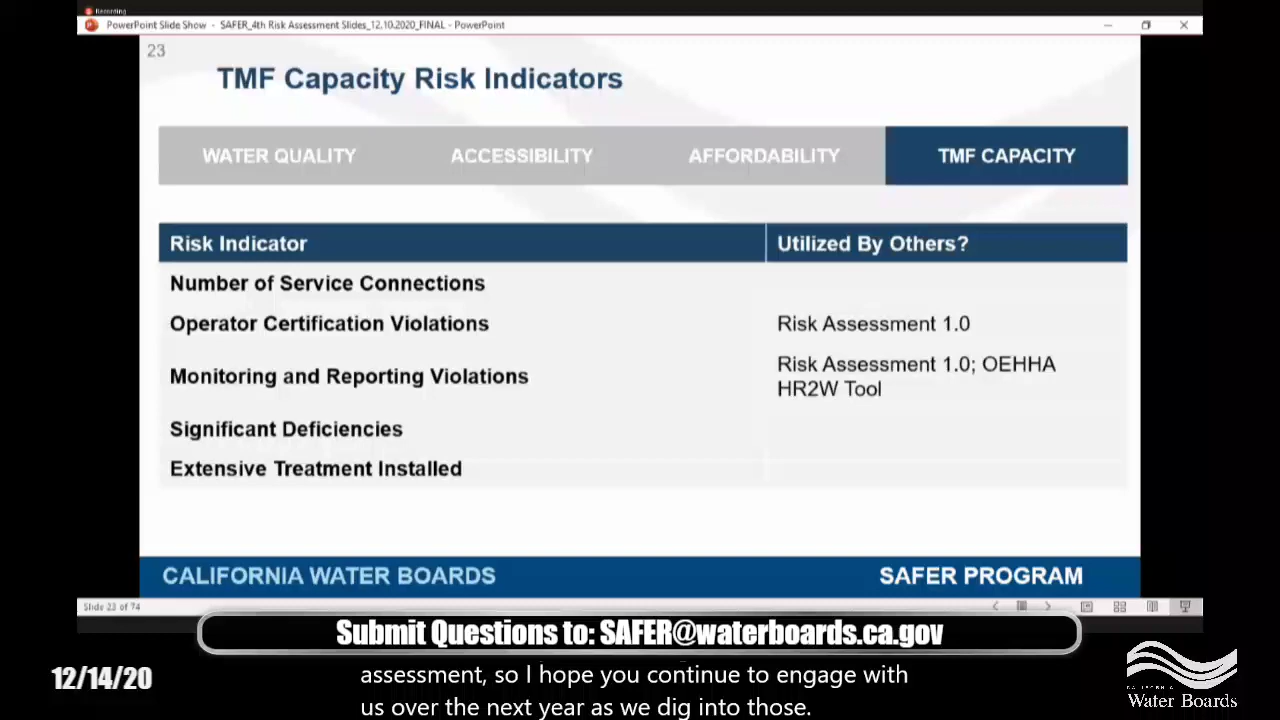 Recording
PowerPoint Slide Show - SAFER_4th Risk Assessment Slides_12.10.2020_FINAL - PowerPoint
23
TMF Capacity Risk Indicators
WATER QUALITY ACCESSIBILITY AFFORDABILITY TMF CAPACITY
Risk Indicator Utilized By Others?
Number of Service Connections
Operator Certification Violations Risk Assessment 1.0
Monitoring and Reporting Violations Risk Assessment 1.0; OEHHA
HR2W Tool
Significant Deficiencies
Extensive Treatment Installed
CALIFORNIA WATER BOARDS SAFER PROGRAM
Slide 23 of 74
Submit Questions to: SAFER@waterboards.ca.gov
12/14/20
assessment, so I hope you continue to engage with
us over the next year as we dig into those.
CALIFORNIA
Water Boards